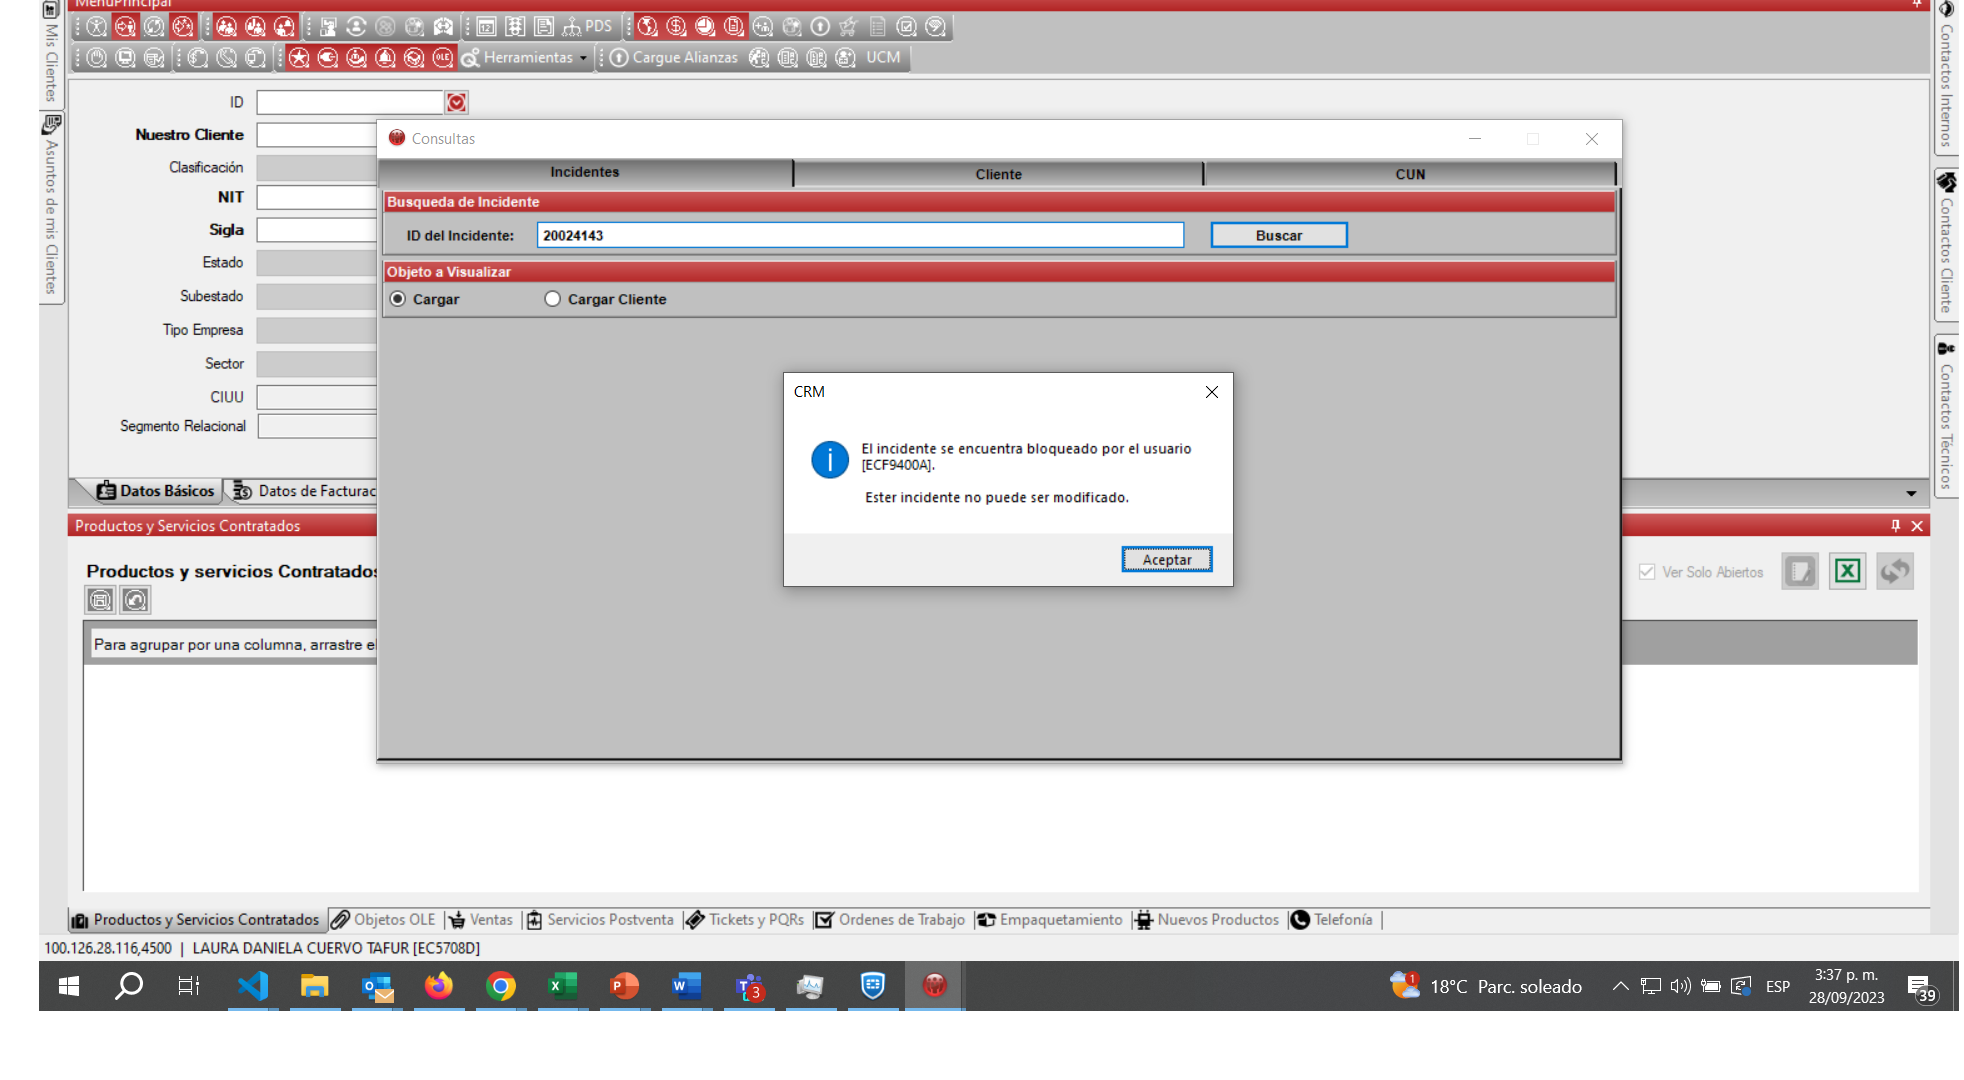 MenuPrincipal
PDS
Herramientas
Cargue Alianzas
UCM
Mis Clientes
Asuntos de mis Clientes
Contactos Internos
Contactos Cliente
Contactos Técnicos
ID
Nuestro Cliente
Clasificación
NIT
Sigla
Estado
Subestado
Tipo Empresa
Sector
CIUU
Segmento Relacional
Consultas
Incidentes
Cliente
CUN
Busqueda de Incidente
ID del Incidente:
20024143
Buscar
Objeto a Visualizar
Cargar
Cargar Cliente
CRM
El incidente se encuentra bloqueado por el usuario
[ECF9400A].
Ester incidente no puede ser modificado.
Aceptar
Datos Básicos
Datos de Facturac
Productos y Servicios Contratados
Productos y servicios Contratados
Ver Solo Abiertos
Para agrupar por una columna, arrastre el
Productos y Servicios Contratados
Objetos OLE
Ventas
Servicios Postventa
Tickets y PQRs
Ordenes de Trabajo
Empaquetamiento
Nuevos Productos
Telefonía
100.126.28.116,4500 | LAURA DANIELA CUERVO TAFUR [EC5708D]
3
1
18°C Parc. soleado
ESP
3:37 p. m.
28/09/2023
39